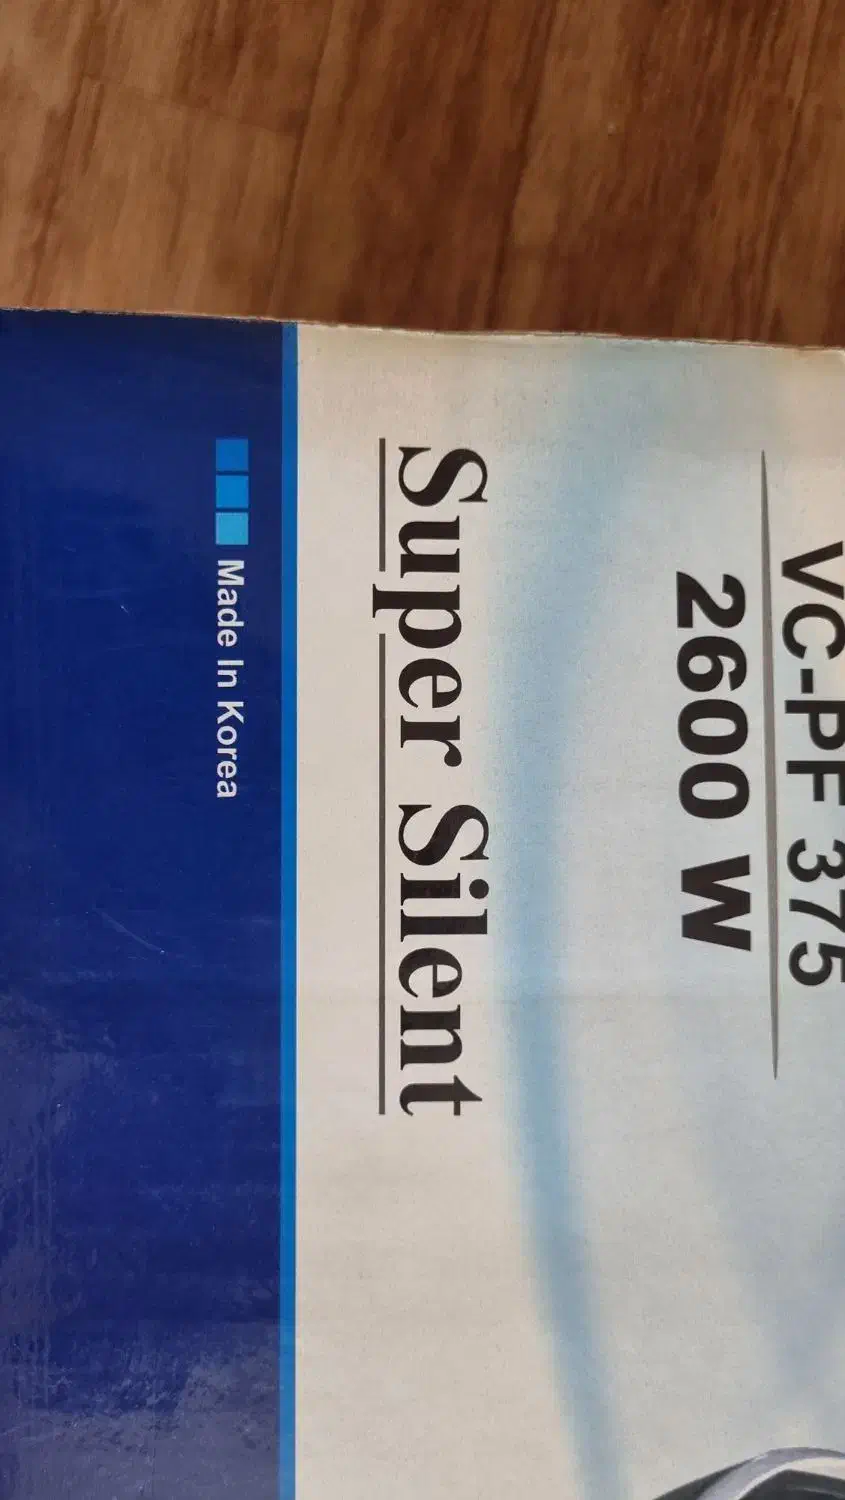 VC-PF 375
2600 W
Super Silent
Made In Korea